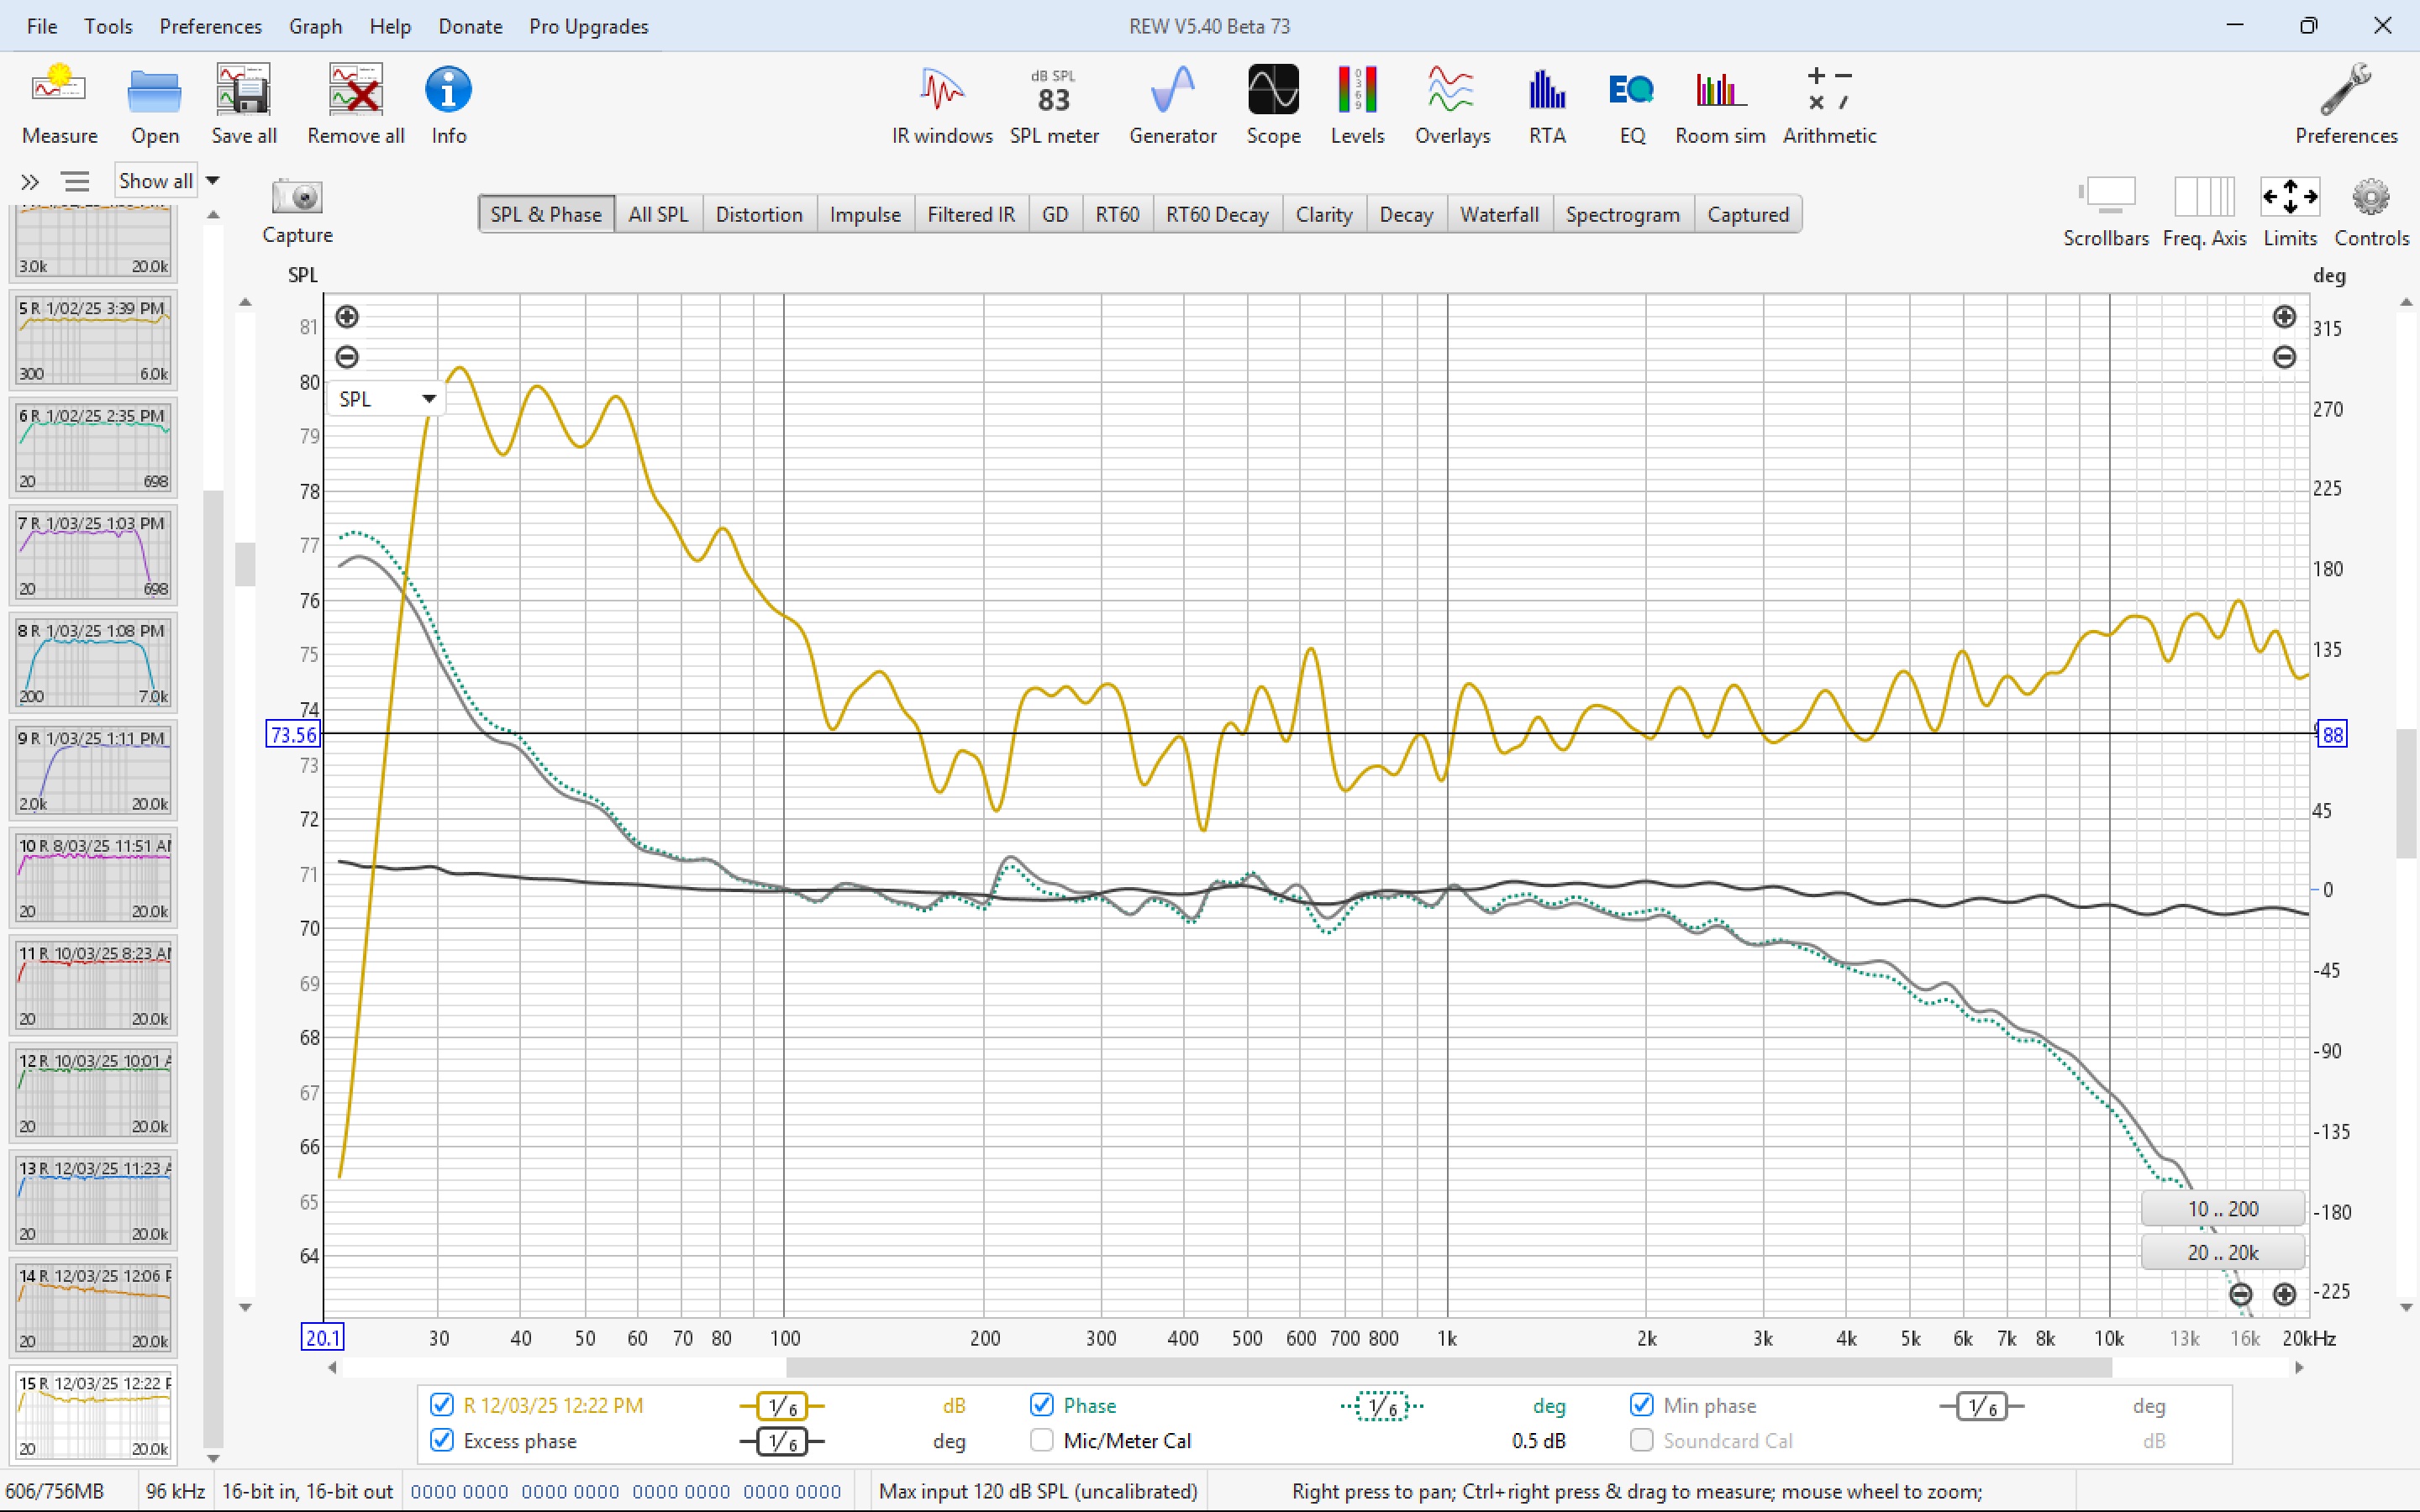 File Tools Preferences Graph Help Donate Pro Upgrades REW V5.40 Beta 73
dB SPL
83
Measure Open Save all Remove all Info IR windows SPL meter Generator Scope Levels Overlays RTA EQ Room sim Arithmetic Preferences
Show all
Capture
SPL & Phase All SPL Distortion Impulse Filtered IR GD RT60 RT60 Decay Clarity Decay Waterfall Spectrogram Captured
Scrollbars Freq. Axis Limits Controls
3.0k 20.0k
5 R 1/02/25 3:39 PM
300 6.0k
6 R 1/02/25 2:35 PM
20 698
7 R 1/03/25 1:03 PM
20 698
8 R 1/03/25 1:08 PM
200 7.0k
9 R 1/03/25 1:11 PM
2.0k 20.0k
10 R 8/03/25 11:51 AM
20 20.0k
11 R 10/03/25 8:23 AM
20 20.0k
12 R 10/03/25 10:01 A
20 20.0k
13 R 12/03/25 11:23 A
20 20.0k
14 R 12/03/25 12:06 P
20 20.0k
15 R 12/03/25 12:22 P
20 20.0k
SPL
deg
SPL
81
80
79
78
77
76
75
74
73.56
73
72
71
70
69
68
67
66
65
64
315
270
225
180
135
88
45
0
-45
-90
-135
-180
-225
10 .. 200
20 .. 20k
20.1 30 40 50 60 70 80 100 200 300 400 500 600 700 800 1k 2k 3k 4k 5k 6k 7k 8k 10k 13k 16k 20kHz
R 12/03/25 12:22 PM 1/6 dB Phase 1/6 deg Min phase 1/6 deg
Excess phase 1/6 deg Mic/Meter Cal 0.5 dB Soundcard Cal dB
606/756MB 96 kHz 16-bit in, 16-bit out 0000 0000 0000 0000 0000 0000 0000 0000 Max input 120 dB SPL (uncalibrated) Right press to pan; Ctrl+right press & drag to measure; mouse wheel to zoom;